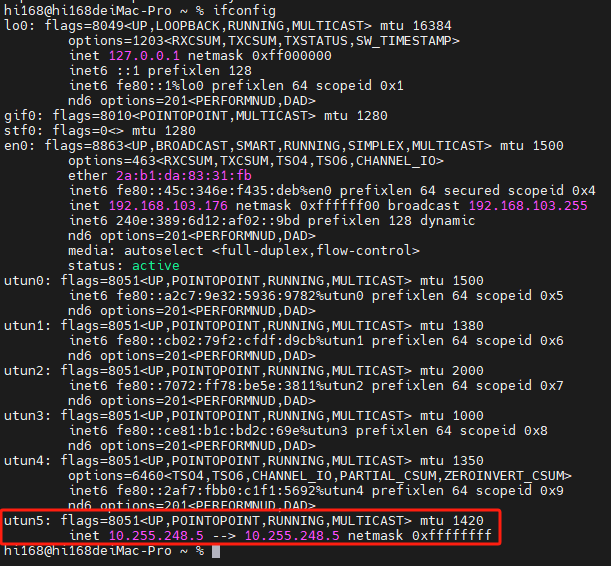 hi168@hi168deiMac-Pro ~ % ifconfig
lo0: flags=8049<UP,LOOPBACK,RUNNING,MULTICAST> mtu 16384
options=1203<RXCSUM,TXCSUM,TXSTATUS,SW_TIMESTAMP>
inet 127.0.0.1 netmask 0xff000000
inet6 ::1 prefixlen 128
inet6 fe80::1%lo0 prefixlen 64 scopeid 0x1
nd6 options=201<PERFORMNUD,DAD>
gif0: flags=8010<POINTOPOINT,MULTICAST> mtu 1280
stf0: flags=0<> mtu 1280
en0: flags=8863<UP,BROADCAST,SMART,RUNNING,SIMPLEX,MULTICAST> mtu 1500
options=463<RXCSUM,TXCSUM,TSO4,TSO6,CHANNEL_IO>
ether 2a:b1:da:83:31:fb
inet6 fe80::45c:346e:f435:deb%en0 prefixlen 64 secured scopeid 0x4
inet 192.168.103.176 netmask 0xffffff00 broadcast 192.168.103.255
inet6 240e:389:6d12:af02::9bd prefixlen 128 dynamic
nd6 options=201<PERFORMNUD,DAD>
media: autoselect <full-duplex,flow-control>
status: active
utun0: flags=8051<UP,POINTOPOINT,RUNNING,MULTICAST> mtu 1500
inet6 fe80::a2c7:9e32:5936:9782%utun0 prefixlen 64 scopeid 0x5
nd6 options=201<PERFORMNUD,DAD>
utun1: flags=8051<UP,POINTOPOINT,RUNNING,MULTICAST> mtu 1380
inet6 fe80::cb02:79f2:cfdf:d9cb%utun1 prefixlen 64 scopeid 0x6
nd6 options=201<PERFORMNUD,DAD>
utun2: flags=8051<UP,POINTOPOINT,RUNNING,MULTICAST> mtu 2000
inet6 fe80::7072:ff78:be5e:3811%utun2 prefixlen 64 scopeid 0x7
nd6 options=201<PERFORMNUD,DAD>
utun3: flags=8051<UP,POINTOPOINT,RUNNING,MULTICAST> mtu 1000
inet6 fe80::ce81:b1c:bd2c:69e%utun3 prefixlen 64 scopeid 0x8
nd6 options=201<PERFORMNUD,DAD>
utun4: flags=8051<UP,POINTOPOINT,RUNNING,MULTICAST> mtu 1350
options=6460<TSO4,TSO6,CHANNEL_IO,PARTIAL_CSUM,ZEROINVERT_CSUM>
inet6 fe80::2af7:fbb0:c1f1:5692%utun4 prefixlen 64 scopeid 0x9
nd6 options=201<PERFORMNUD,DAD>
utun5: flags=8051<UP,POINTOPOINT,RUNNING,MULTICAST> mtu 1420
inet 10.255.248.5 --> 10.255.248.5 netmask 0xffffffff
hi168@hi168deiMac-Pro ~ %